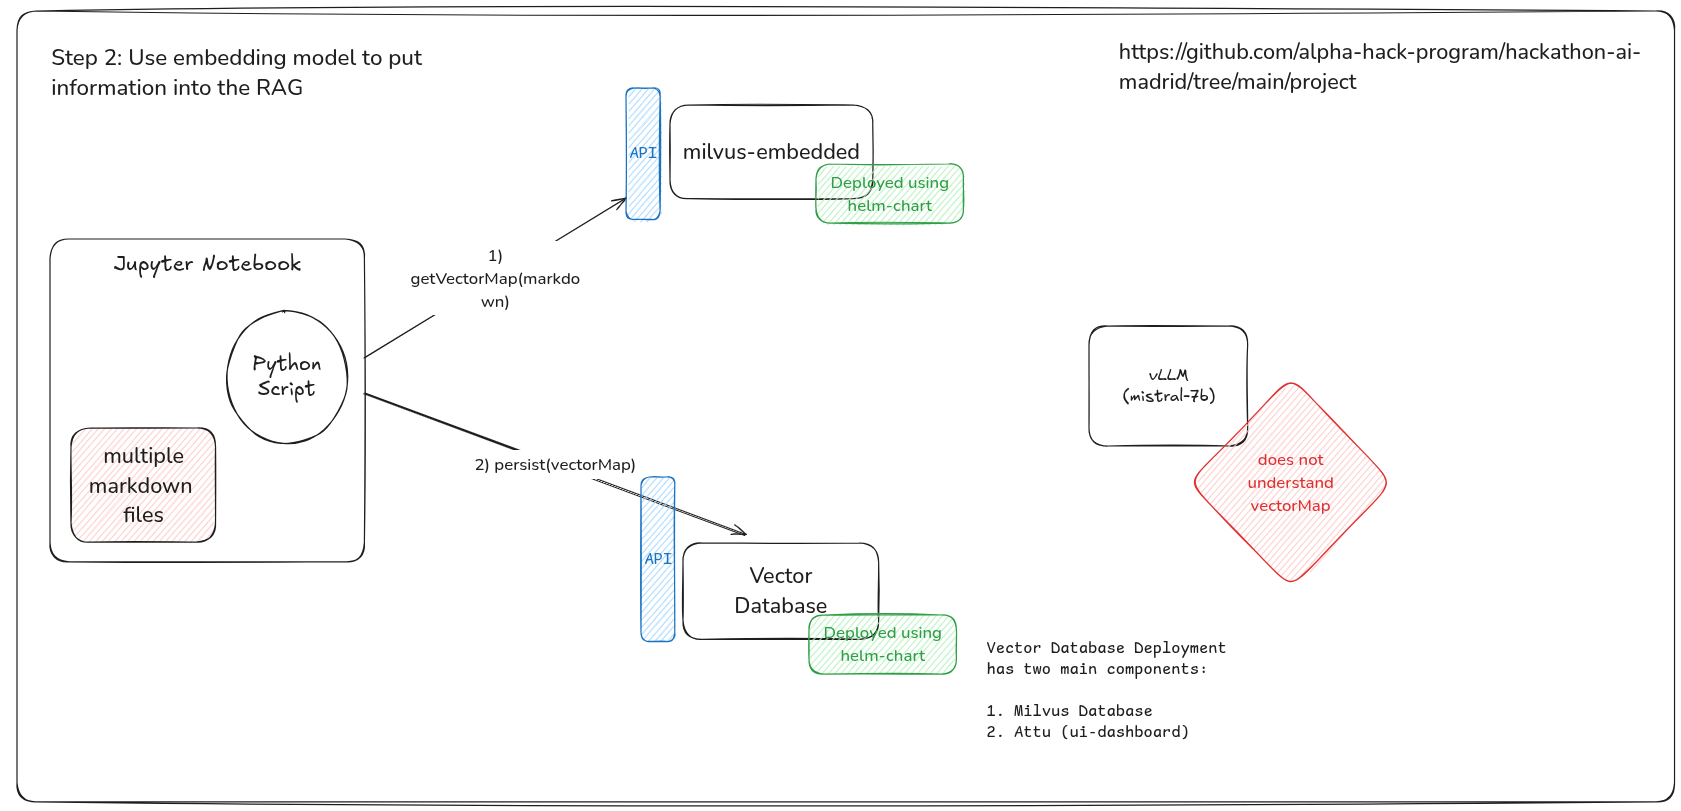 Step 2: Use embedding model to put
information into the RAG
https://github.com/alpha-hack-program/hackathon-ai-
madrid/tree/main/project
API
milvus-embedded
Deployed using
helm-chart
1)
getVectorMap(markdo
wn)
Jupyter Notebook
Python
Script
multiple
markdown
files
2) persist(vectorMap)
API
Vector
Database
Deployed using
helm-chart
vLLM
(mistral-7b)
does not
understand
vectorMap
Vector Database Deployment
has two main components:
1. Milvus Database
2. Attu (ui-dashboard)